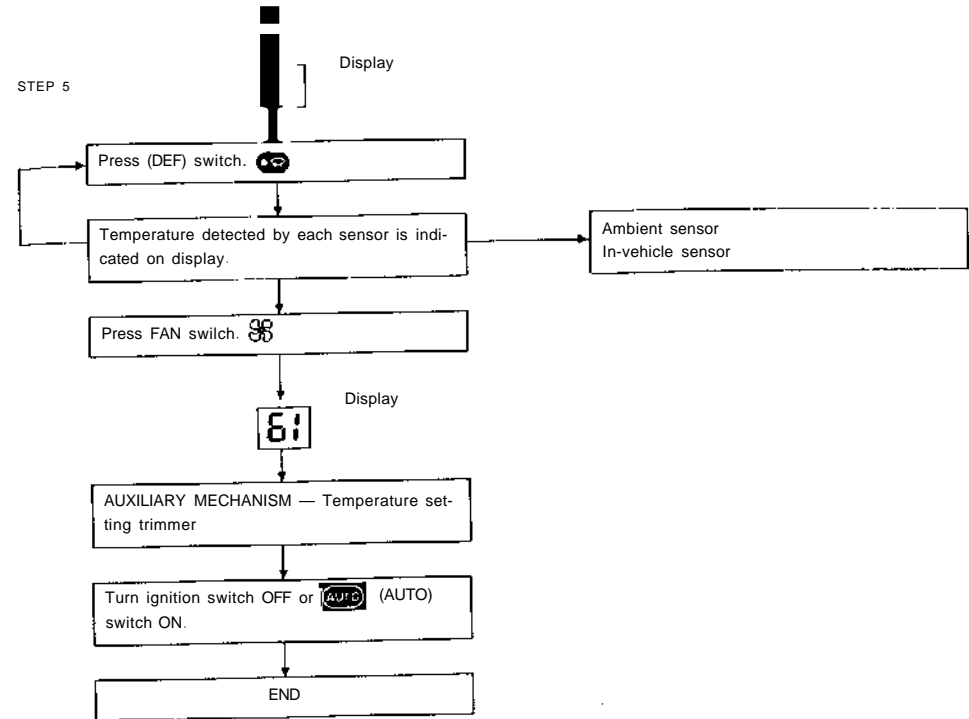 Display
STEP 5
Press (DEF) switch.
Temperature detected by each sensor is indi-
cated on display.
Ambient sensor
In-vehicle sensor
Press FAN swilch.
Display
61
AUXILIARY MECHANISM — Temperature set-
ting trimmer
Turn ignition switch OFF or AUTO (AUTO)
switch ON.
END